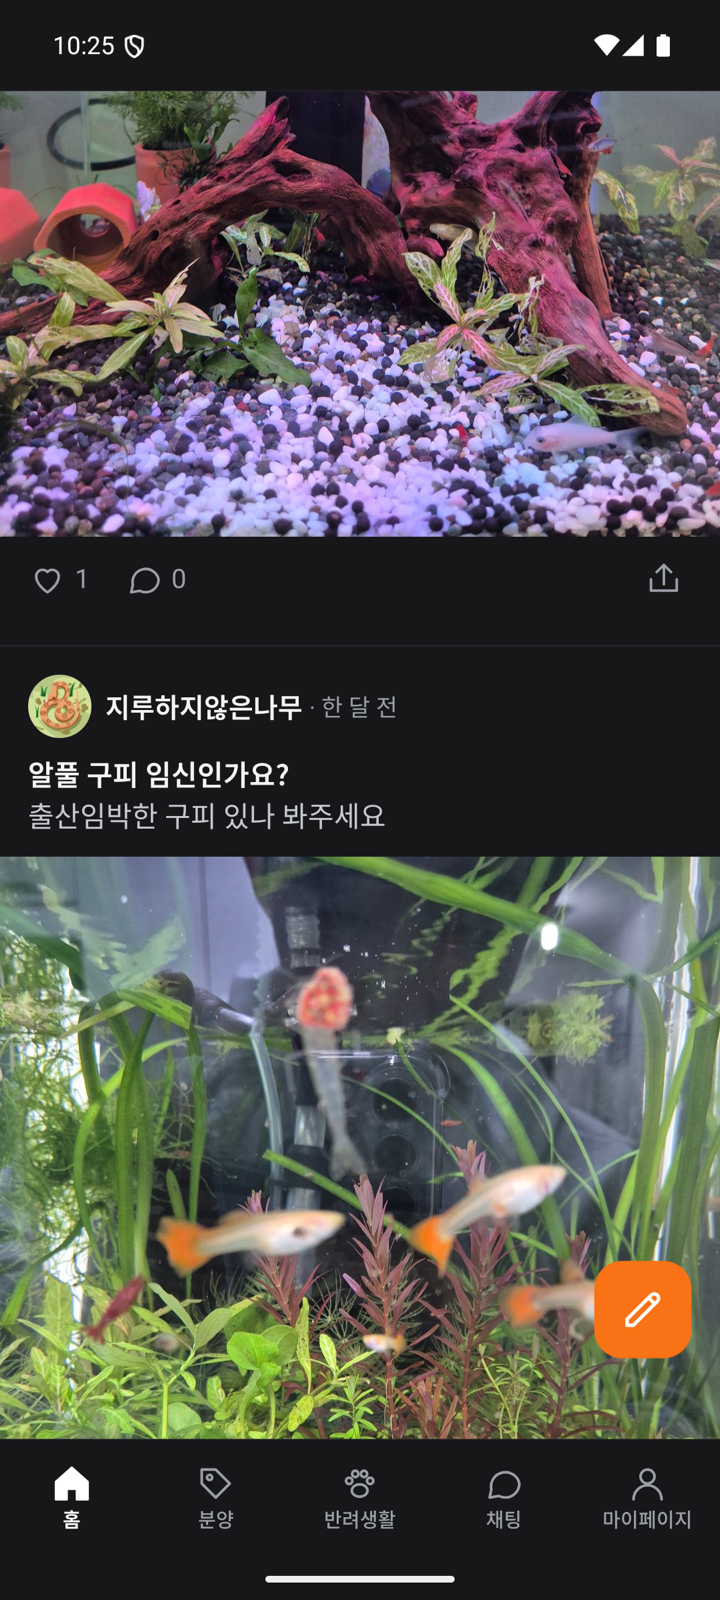 10:25
1
0
지루하지않은나무 · 한 달 전
알풀 구피 임신인가요?
출산임박한 구피 있나 봐주세요
홈
분양
반려생활
채팅
마이페이지